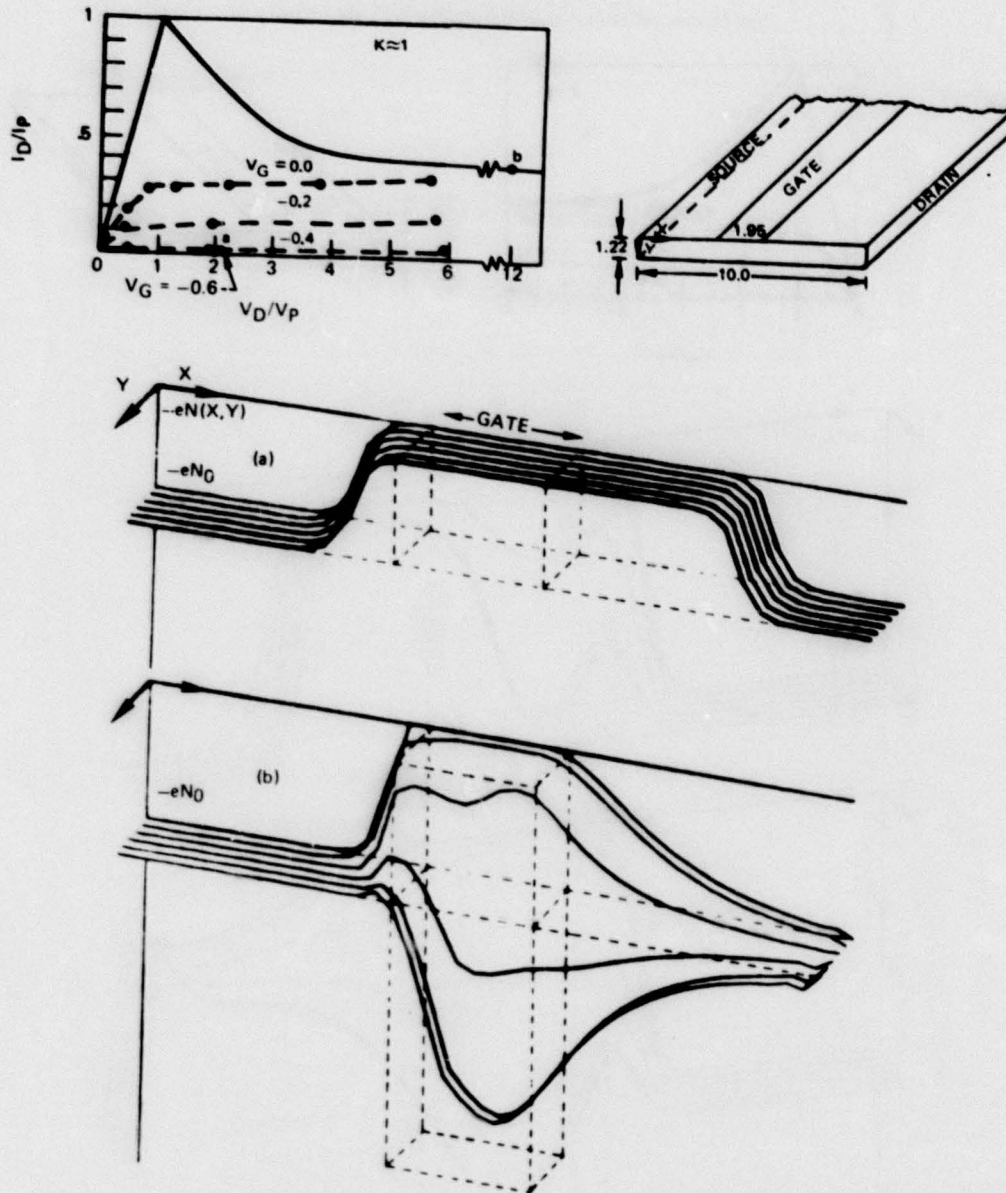 1
K≈1
I_D/I_P
.5
b
V_G = 0.0
-0.2
a
-0.4
0 1 2 3 4 5 6 12
V_G = -0.6
V_D/V_P
SOURCE
GATE
DRAIN
1.95
1.22
10.0
Y X
-eN(X,Y)
GATE
-eN_0
(a)
-eN_0
(b)